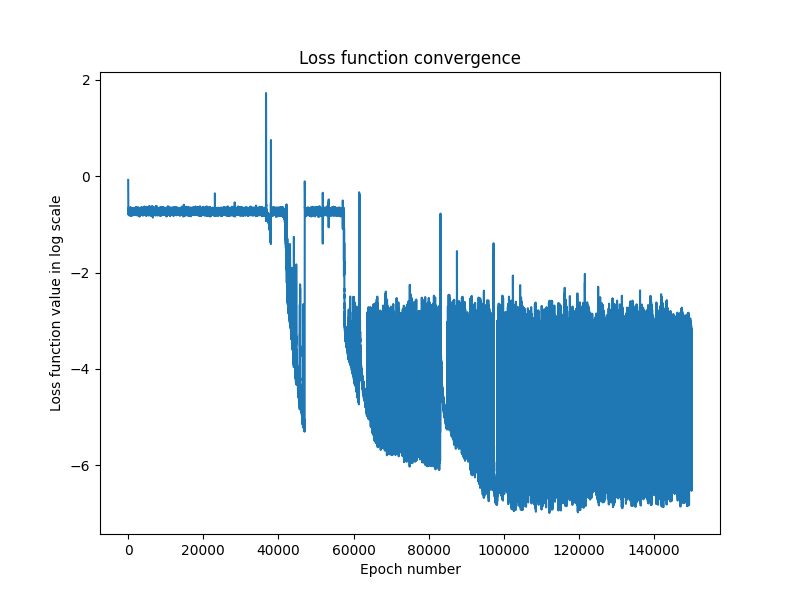 Loss function convergence
Loss function value in log scale
2
0
−2
−4
−6
0 20000 40000 60000 80000 100000 120000 140000
Epoch number